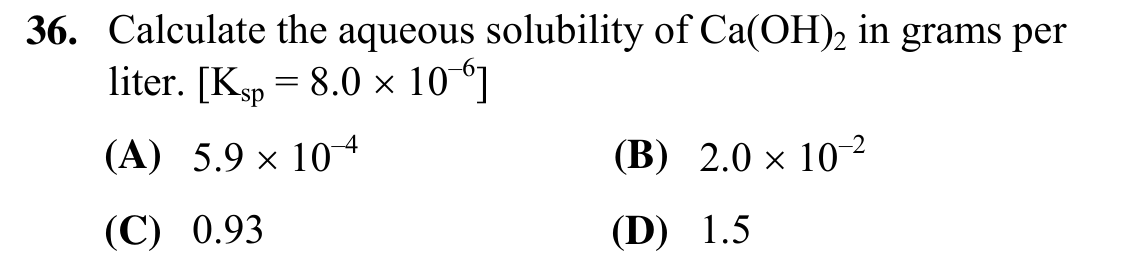 36. Calculate the aqueous solubility of Ca(OH)₂ in grams per
liter. [Kₛₚ = 8.0 × 10⁻⁶]
(A) 5.9 × 10⁻⁴ (B) 2.0 × 10⁻²
(C) 0.93 (D) 1.5